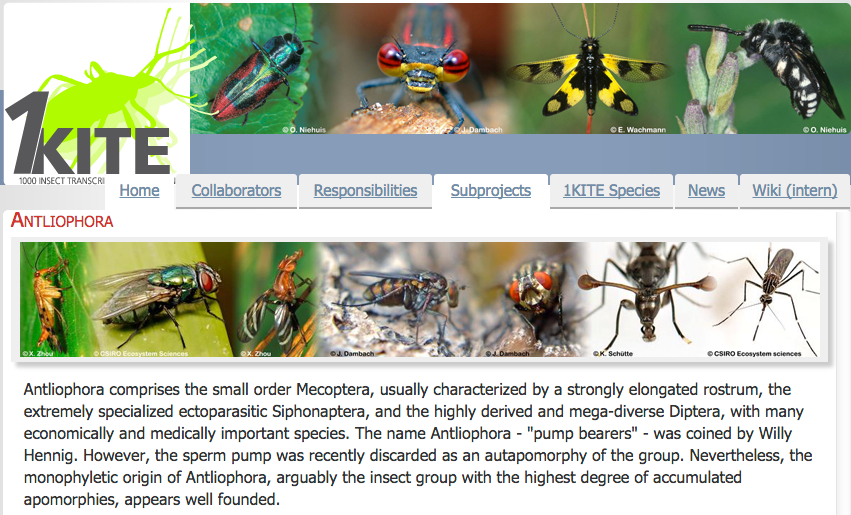 © O. Niehuis
© J. Dambach
© E. Wachmann
© O. Niehuis
1KITE
1000 INSECT TRANSCRI
Home
Collaborators
Responsibilities
Subprojects
1KITE Species
News
Wiki (intern)
ANTLIOPHORA
© X. Zhou
© CSIRO Ecosystem sciences
© X. Zhou
© J. Dambach
© J. Dambach
© K. Schütte
© CSIRO Ecosystem sciences
Antliophora comprises the small order Mecoptera, usually characterized by a strongly elongated rostrum, the
extremely specialized ectoparasitic Siphonaptera, and the highly derived and mega-diverse Diptera, with many
economically and medically important species. The name Antliophora - "pump bearers" - was coined by Willy
Hennig. However, the sperm pump was recently discarded as an autapomorphy of the group. Nevertheless, the
monophyletic origin of Antliophora, arguably the insect group with the highest degree of accumulated
apomorphies, appears well founded.